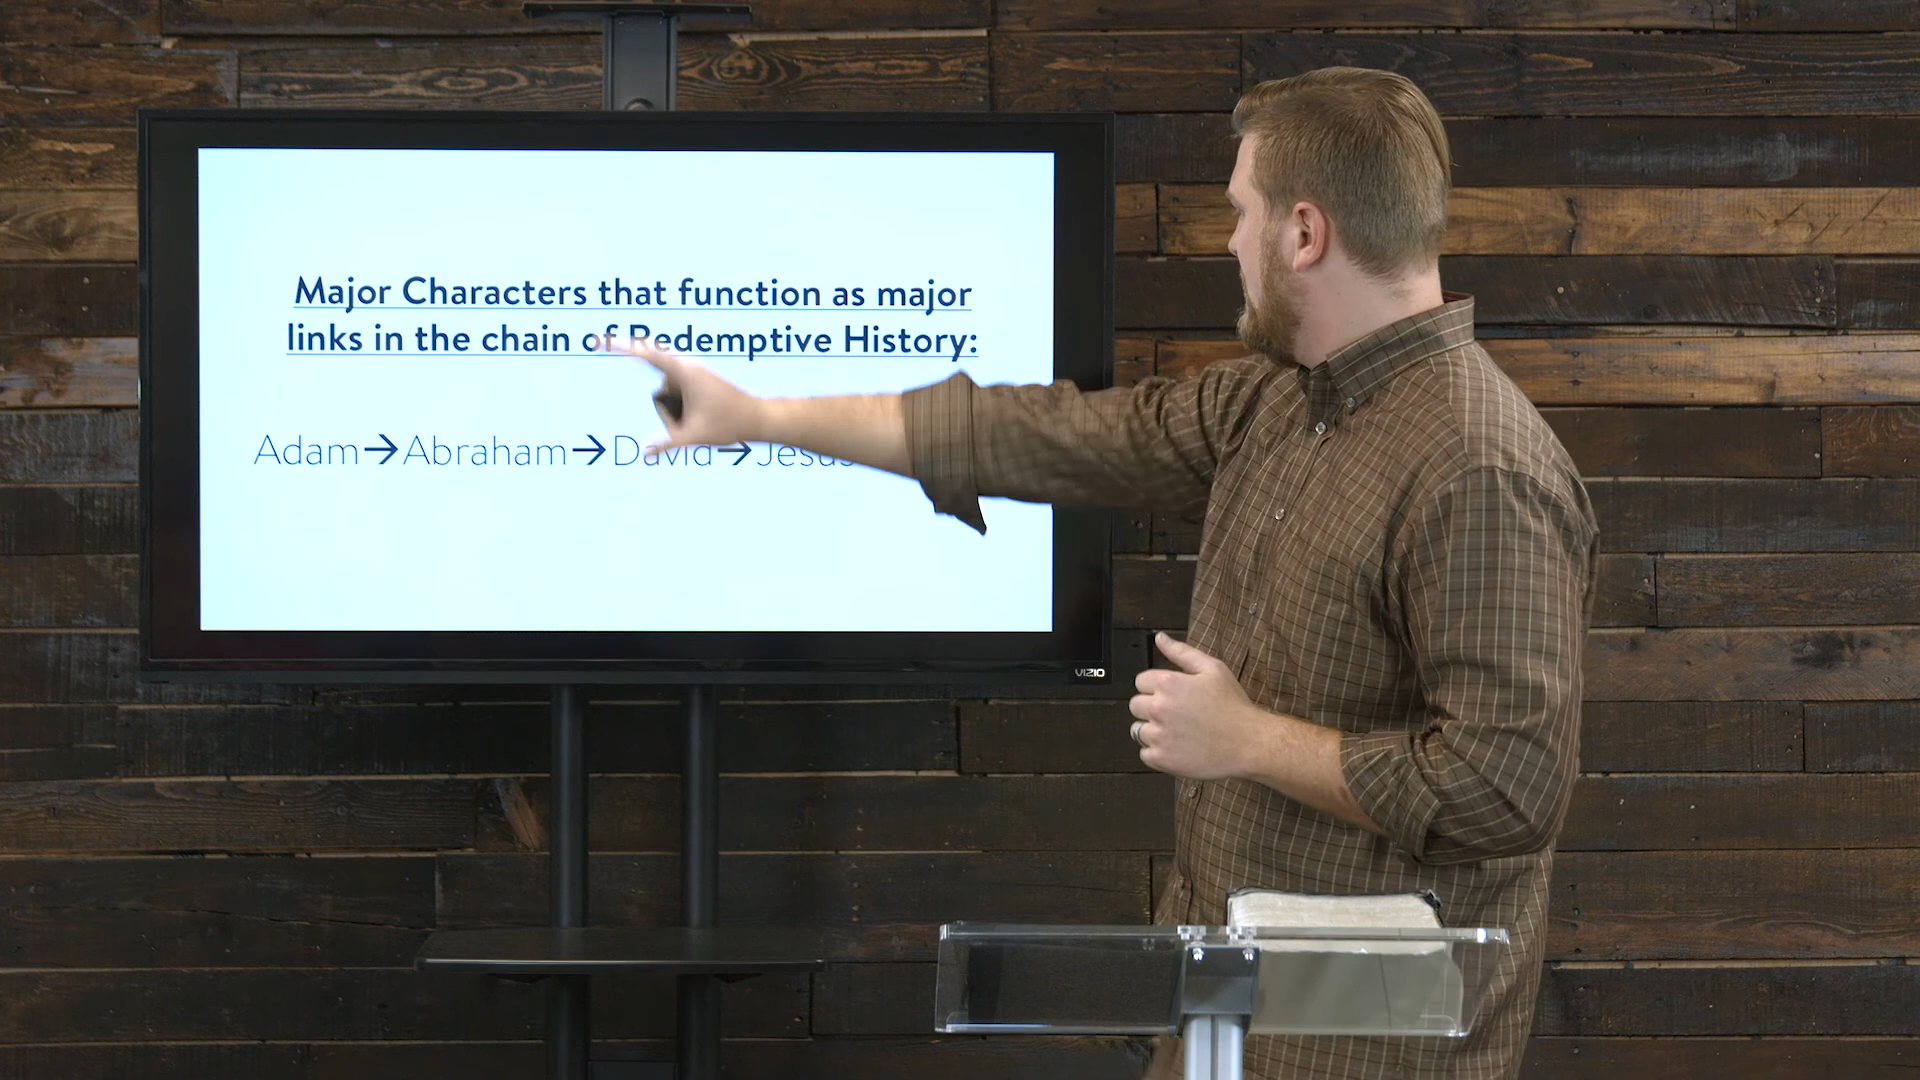 Major Characters that function as major
links in the chain of Redemptive History:
Adam→Abraham→David→Jesus
VIZIO